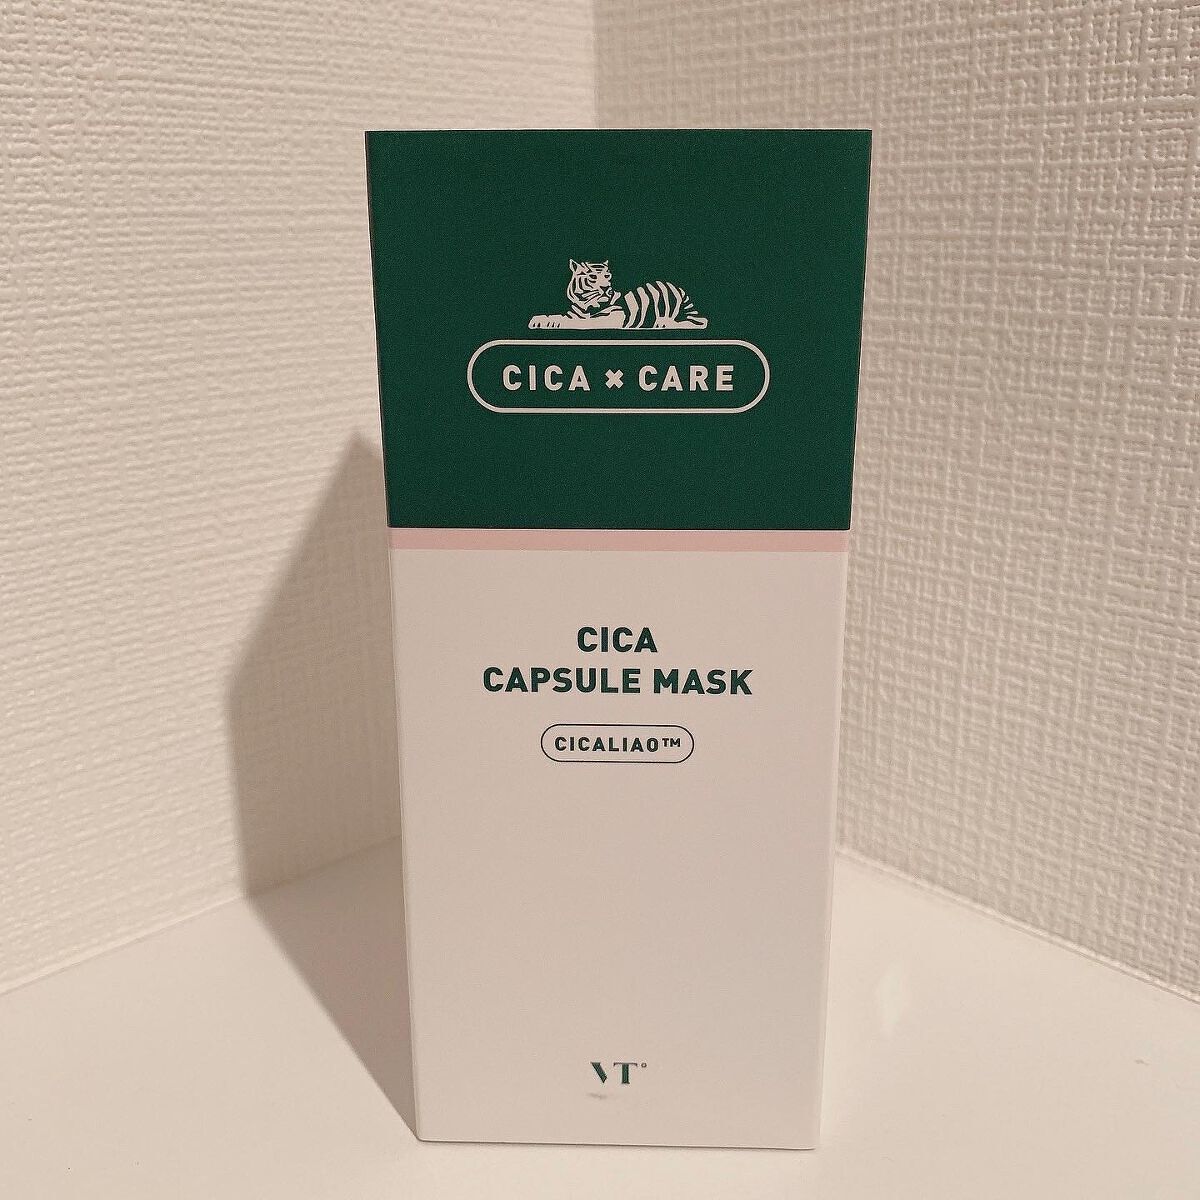 CICA × CARE
CICA
CAPSULE MASK
CICALIAO™
VT°